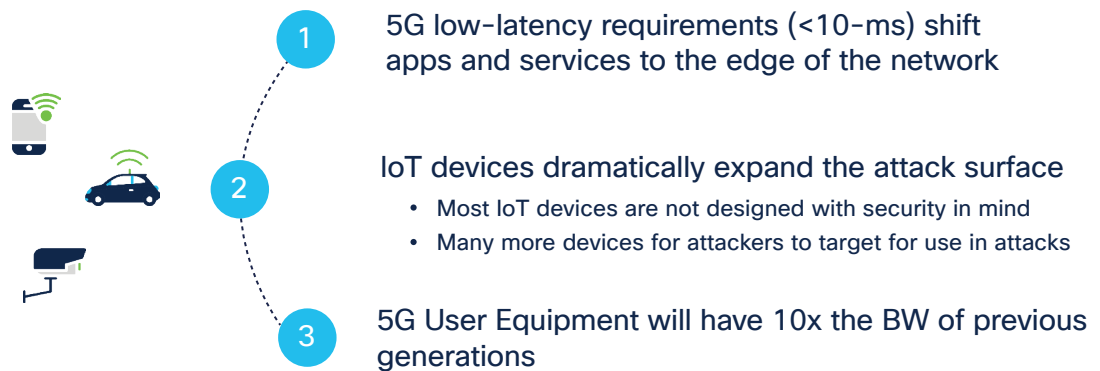 1
5G low-latency requirements (<10-ms) shift
apps and services to the edge of the network
2
IoT devices dramatically expand the attack surface
• Most IoT devices are not designed with security in mind
• Many more devices for attackers to target for use in attacks
3
5G User Equipment will have 10x the BW of previous
generations